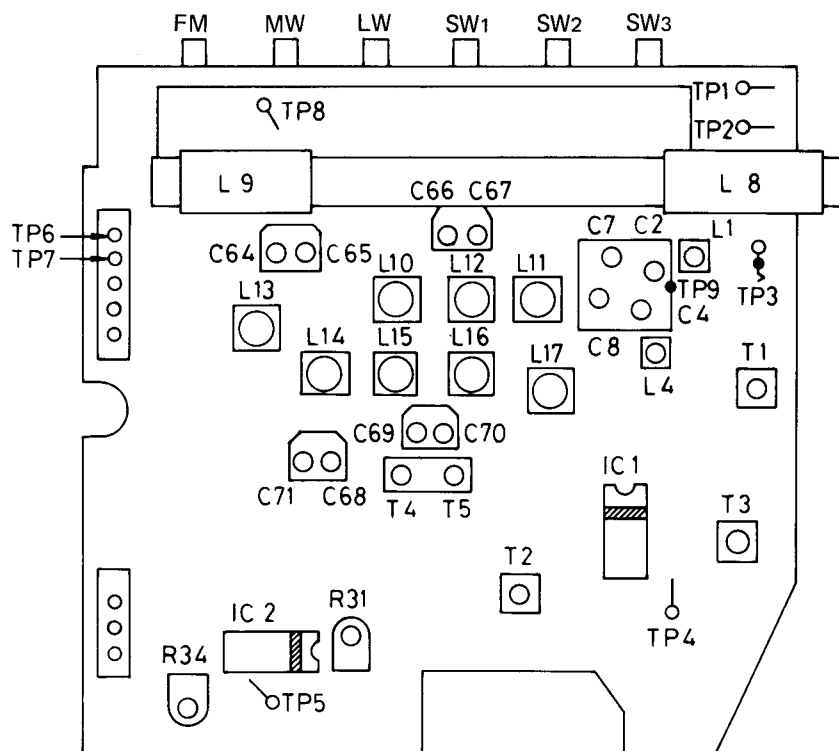 FM MW LW SW1 SW2 SW3
TP1
TP8
TP2
L 9 L 8
C66 C67
TP6 C7 C2 L1
TP7 C64 C65
L10 L12 L11 TP9 TP3
L13 C4
L14 L15 L16 C8 T1
L17 L4
C69 C70
IC 1
C71 C68 T4 T5
T3
T2
IC 2 R31
TP4
R34
TP5